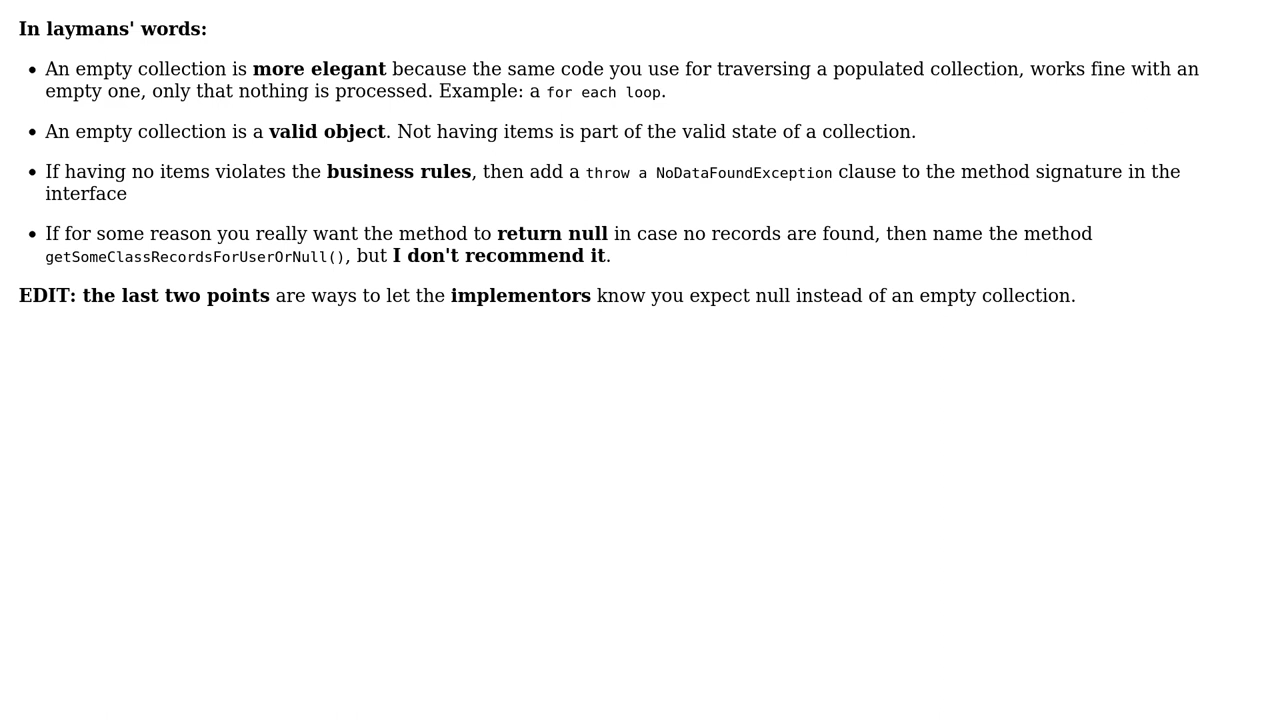 In laymans' words:
An empty collection is more elegant because the same code you use for traversing a populated collection, works fine with an
empty one, only that nothing is processed. Example: a for each loop.
An empty collection is a valid object. Not having items is part of the valid state of a collection.
If having no items violates the business rules, then add a throw a NoDataFoundException clause to the method signature in the
interface
If for some reason you really want the method to return null in case no records are found, then name the method
getSomeClassRecordsForUserOrNull(), but I don't recommend it.
EDIT: the last two points are ways to let the implementors know you expect null instead of an empty collection.